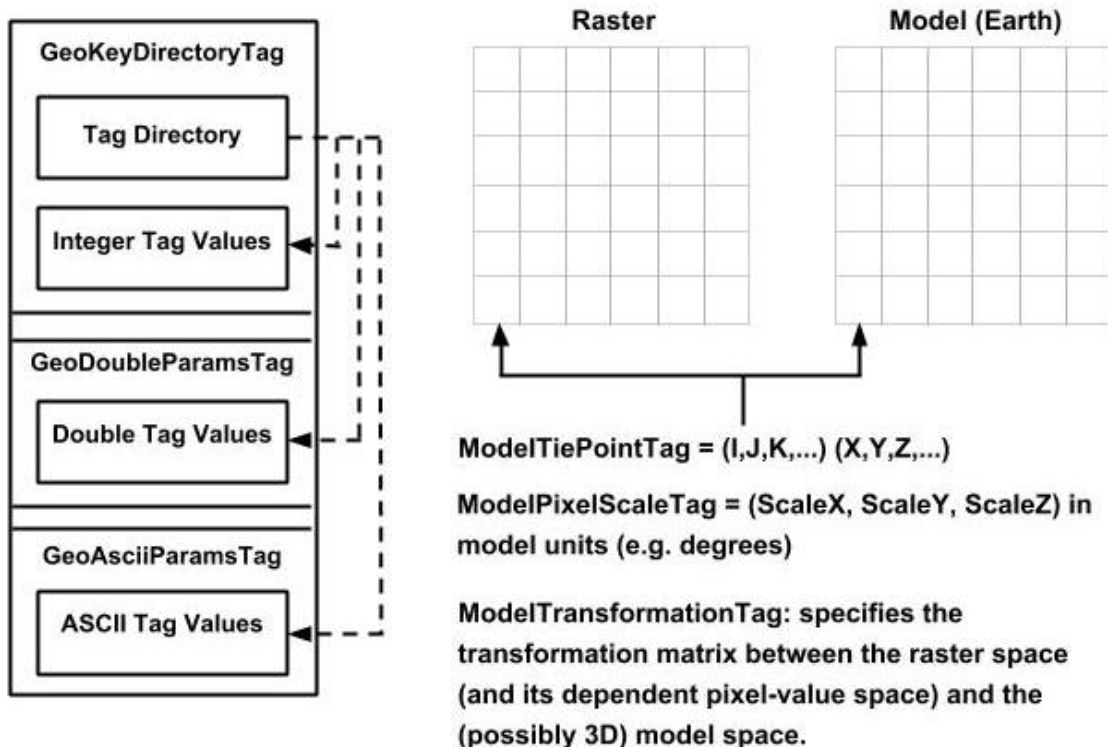 GeoKeyDirectoryTag
Tag Directory
Integer Tag Values
GeoDoubleParamsTag
Double Tag Values
GeoAsciiParamsTag
ASCII Tag Values
Raster
Model (Earth)
ModelTiePointTag = (I,J,K,...) (X,Y,Z,...)
ModelPixelScaleTag = (ScaleX, ScaleY, ScaleZ) in
model units (e.g. degrees)
ModelTransformationTag: specifies the
transformation matrix between the raster space
(and its dependent pixel-value space) and the
(possibly 3D) model space.